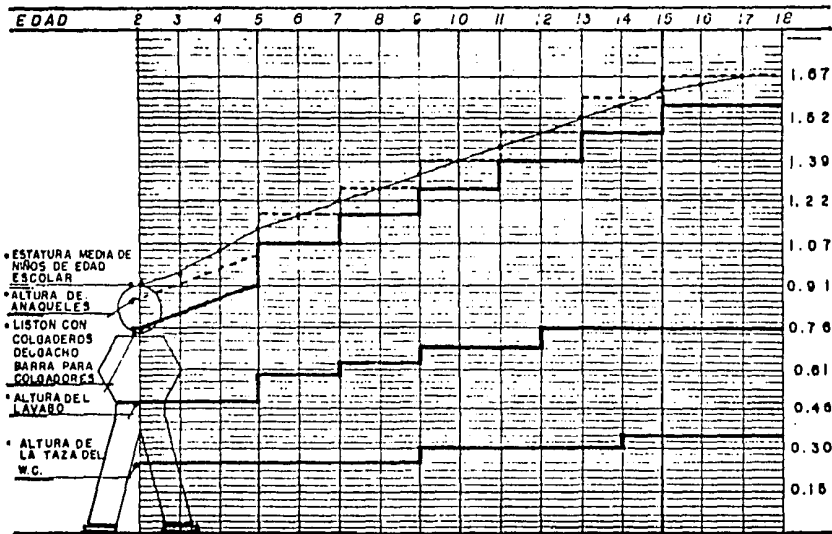 EDAD 2 3 5 7 9 10 11 12 13 14 15 16 17 18
1.67
1.52
1.39
1.22
1.07
0.91
0.76
0.61
0.46
0.30
0.15
• ESTATURA MEDIA DE
NIÑOS DE EDAD
ESCOLAR
• ALTURA DE
ANAQUELES
• LISTON CON
COLGADEROS
DE GACHO
BARRA PARA
COLGADORES
• ALTURA DEL
LAVABO
• ALTURA DE
LA TAZA DEL
W.C.